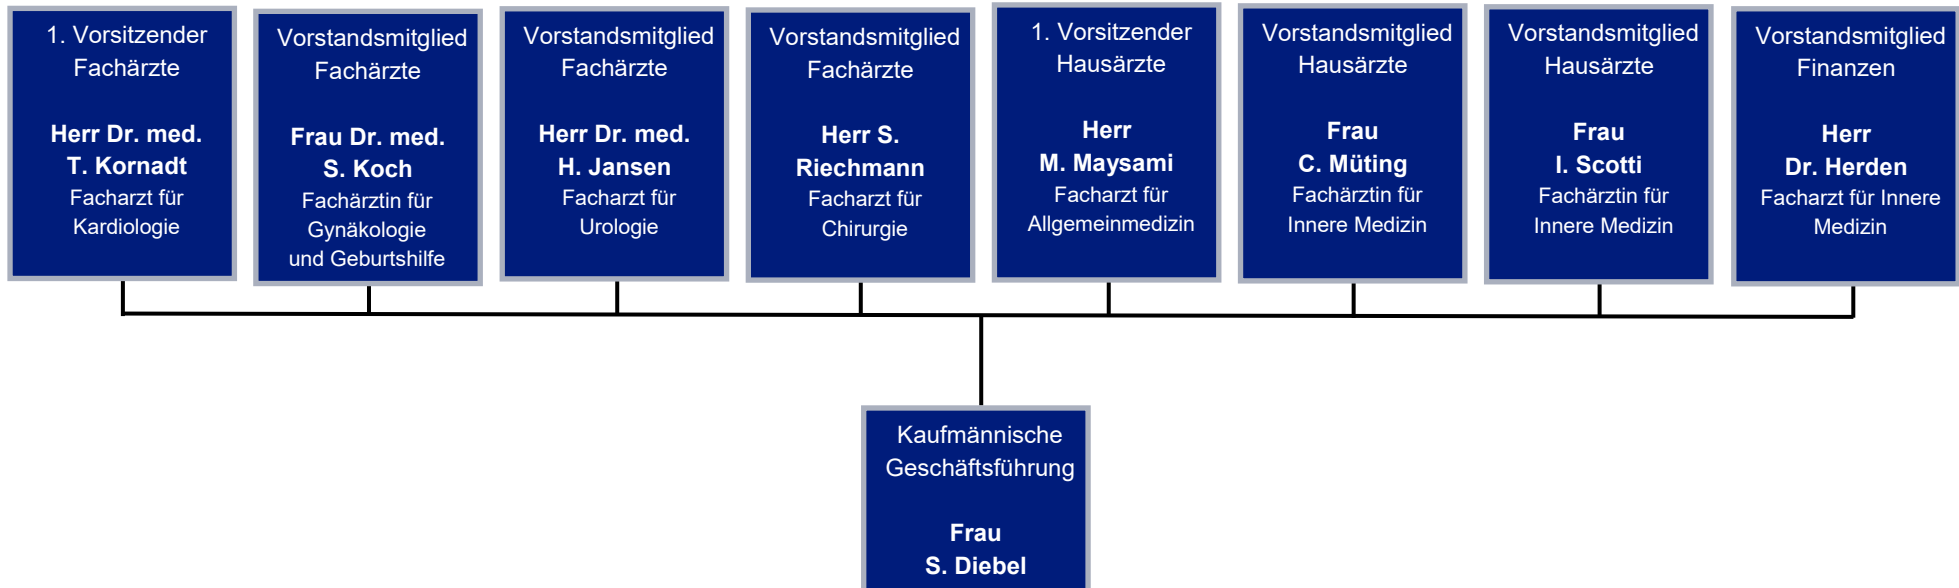 1. Vorsitzender
Fachärzte
Herr Dr. med.
T. Kornadt
Facharzt für
Kardiologie
Vorstandsmitglied
Fachärzte
Frau Dr. med.
S. Koch
Fachärztin für
Gynäkologie
und Geburtshilfe
Vorstandsmitglied
Fachärzte
Herr Dr. med.
H. Jansen
Facharzt für
Urologie
Vorstandsmitglied
Fachärzte
Herr S.
Riechmann
Facharzt für
Chirurgie
1. Vorsitzender
Hausärzte
Herr
M. Maysami
Facharzt für
Allgemeinmedizin
Vorstandsmitglied
Hausärzte
Frau
C. Müting
Fachärztin für
Innere Medizin
Vorstandsmitglied
Hausärzte
Frau
I. Scotti
Fachärztin für
Innere Medizin
Vorstandsmitglied
Finanzen
Herr
Dr. Herden
Facharzt für Innere
Medizin
Kaufmännische
Geschäftsführung
Frau
S. Diebel